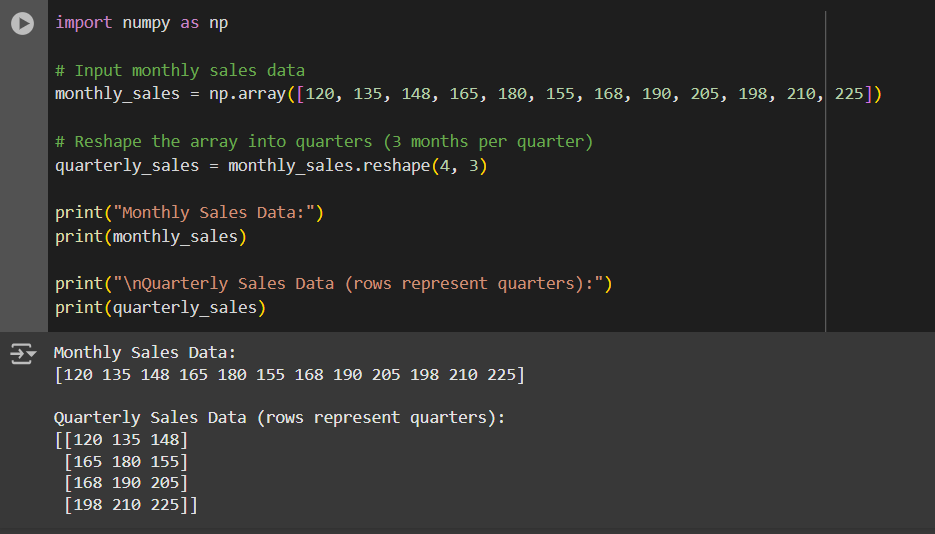 import numpy as np
# Input monthly sales data
monthly_sales = np.array([120, 135, 148, 165, 180, 155, 168, 190, 205, 198, 210, 225])
# Reshape the array into quarters (3 months per quarter)
quarterly_sales = monthly_sales.reshape(4, 3)
print("Monthly Sales Data:")
print(monthly_sales)
print("\nQuarterly Sales Data (rows represent quarters):")
print(quarterly_sales)
Monthly Sales Data:
[120 135 148 165 180 155 168 190 205 198 210 225]
Quarterly Sales Data (rows represent quarters):
[[120 135 148]
 [165 180 155]
 [168 190 205]
 [198 210 225]]